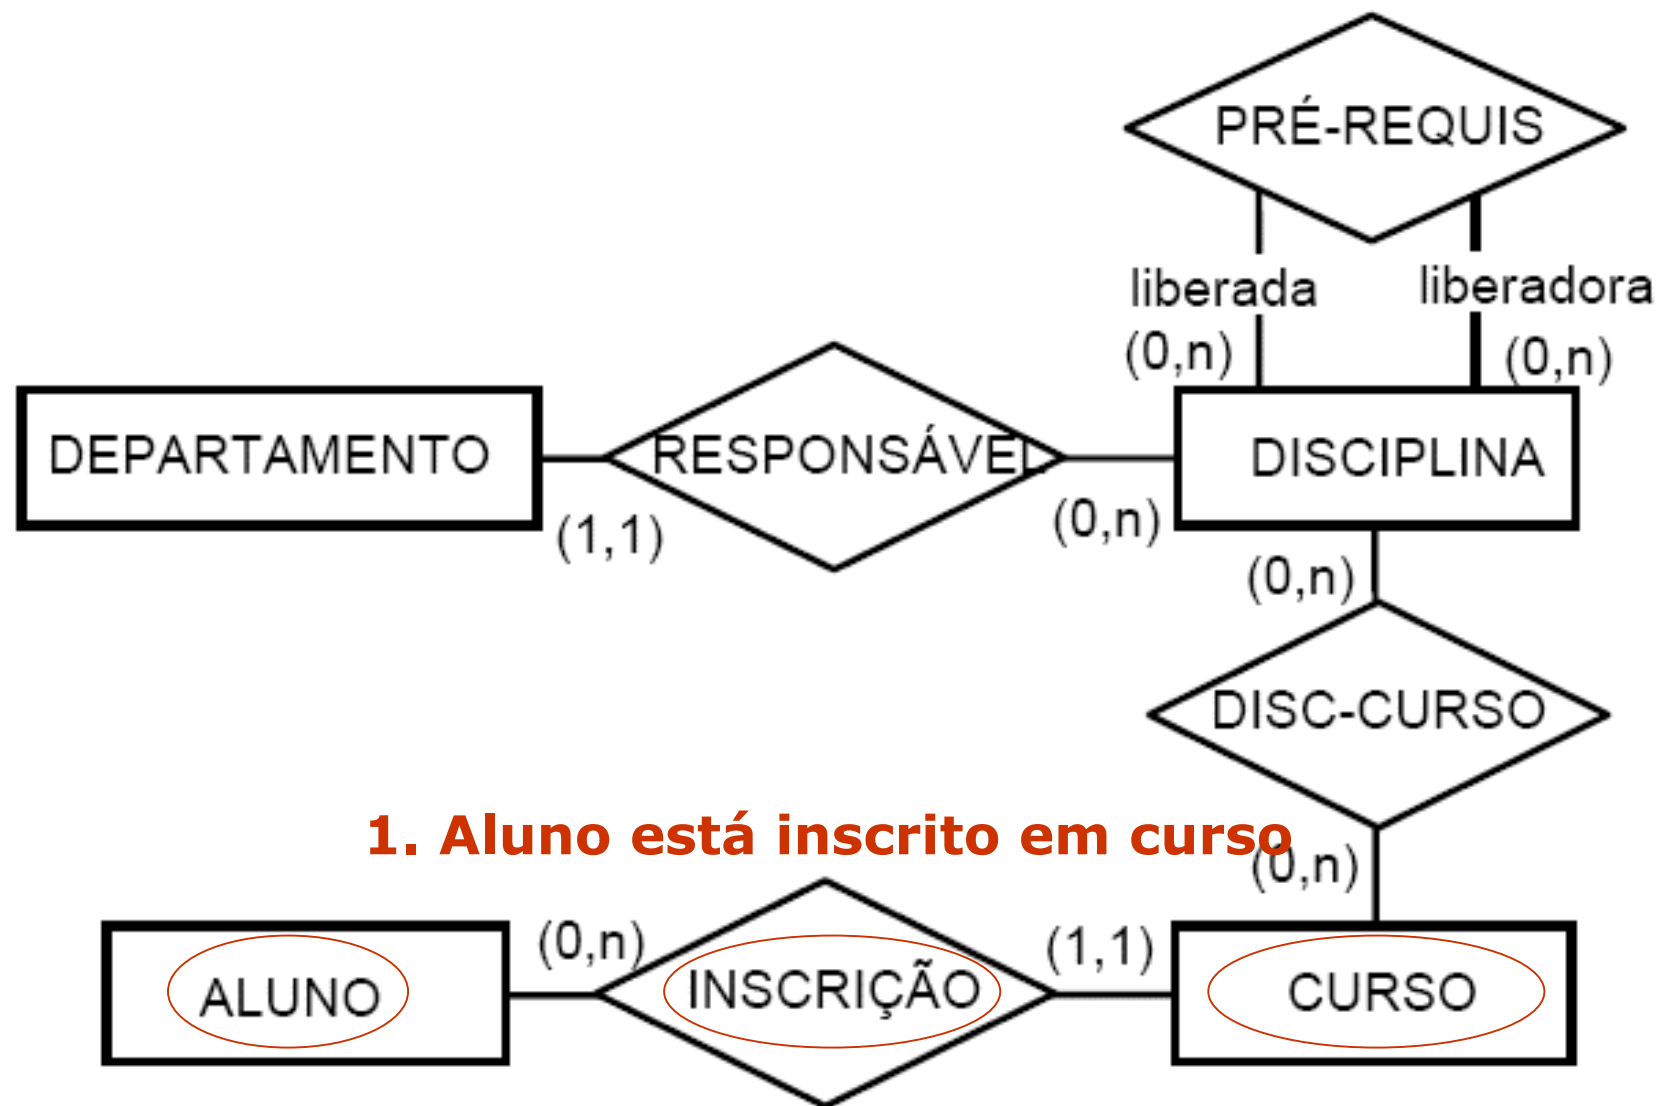 PRÉ-REQUIS
liberada
liberadora
(0,n)
(0,n)
DEPARTAMENTO
RESPONSÁVEL
DISCIPLINA
(1,1)
(0,n)
(0,n)
DISC-CURSO
1. Aluno está inscrito em curso
(0,n)
(0,n)
(1,1)
ALUNO
INSCRIÇÃO
CURSO